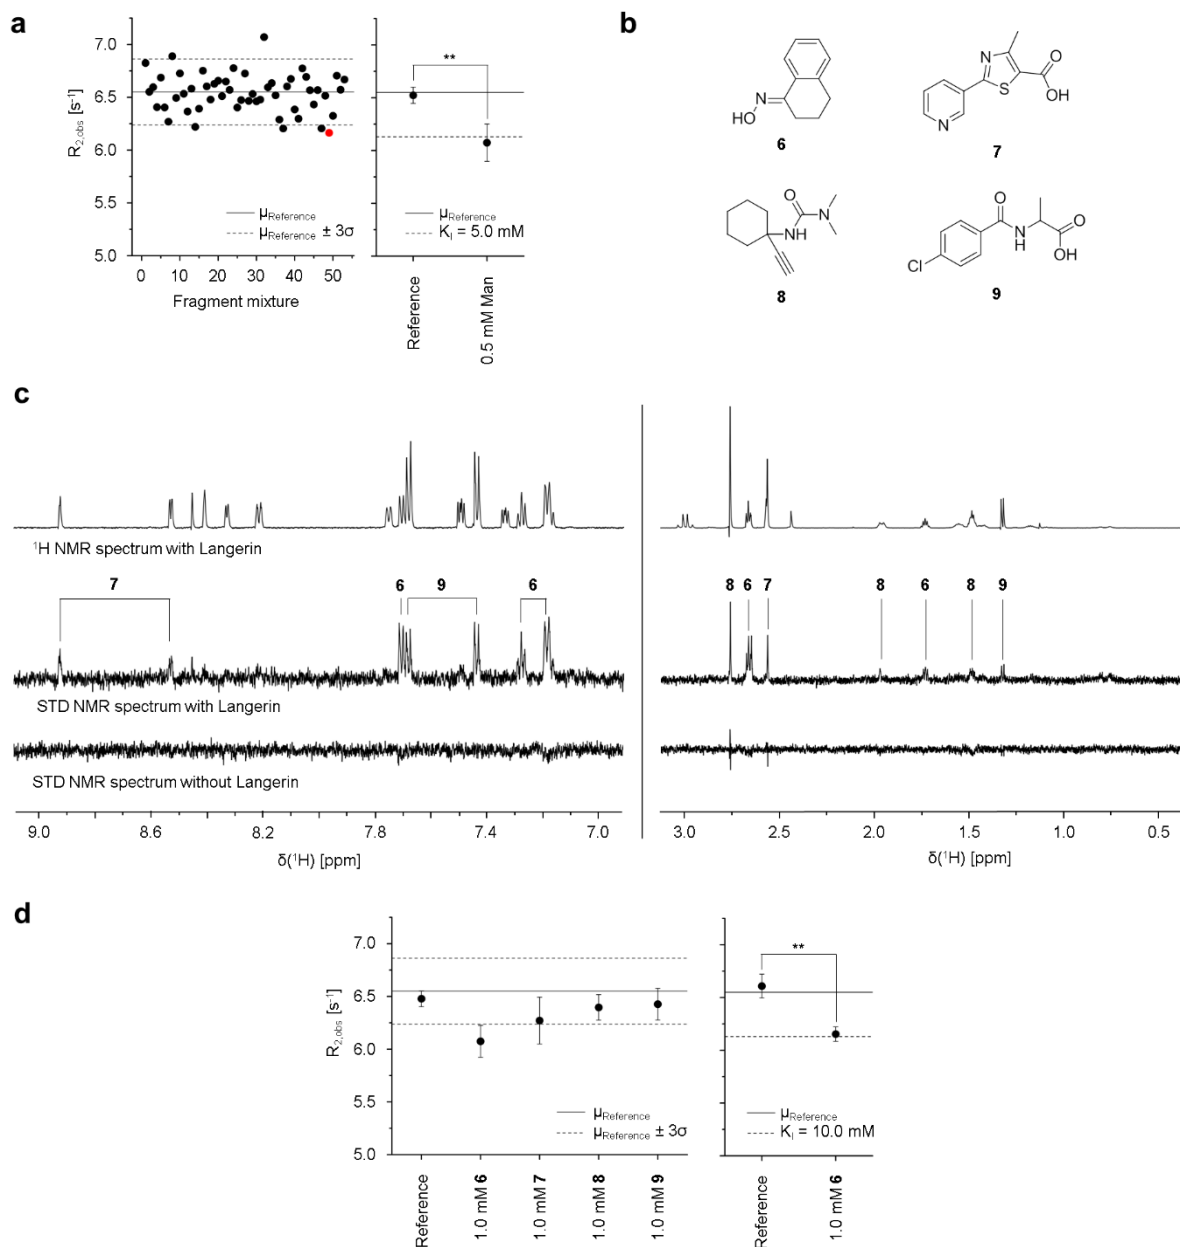 a
R2,obs [s-1]
7.0
6.5
6.0
5.5
5.0
0 10 20 30 40 50
Fragment mixture
μReference
μReference ± 3σ
**
μReference
KI = 5.0 mM
Reference
0.5 mM Man
b
N
HO
6
N
N
S
O
OH
7
O
N
NH
8
O
N
H
O
OH
Cl
9
c
1H NMR spectrum with Langerin
7 6 9 6
8 6 7 8 6 8 9
STD NMR spectrum with Langerin
STD NMR spectrum without Langerin
9.0 8.6 8.2 7.8 7.4 7.0
δ(1H) [ppm]
3.0 2.5 2.0 1.5 1.0 0.5
δ(1H) [ppm]
d
R2,obs [s-1]
7.0
6.5
6.0
5.5
5.0
μReference
μReference ± 3σ
Reference
1.0 mM 6
1.0 mM 7
1.0 mM 8
1.0 mM 9
**
μReference
KI = 10.0 mM
Reference
1.0 mM 6